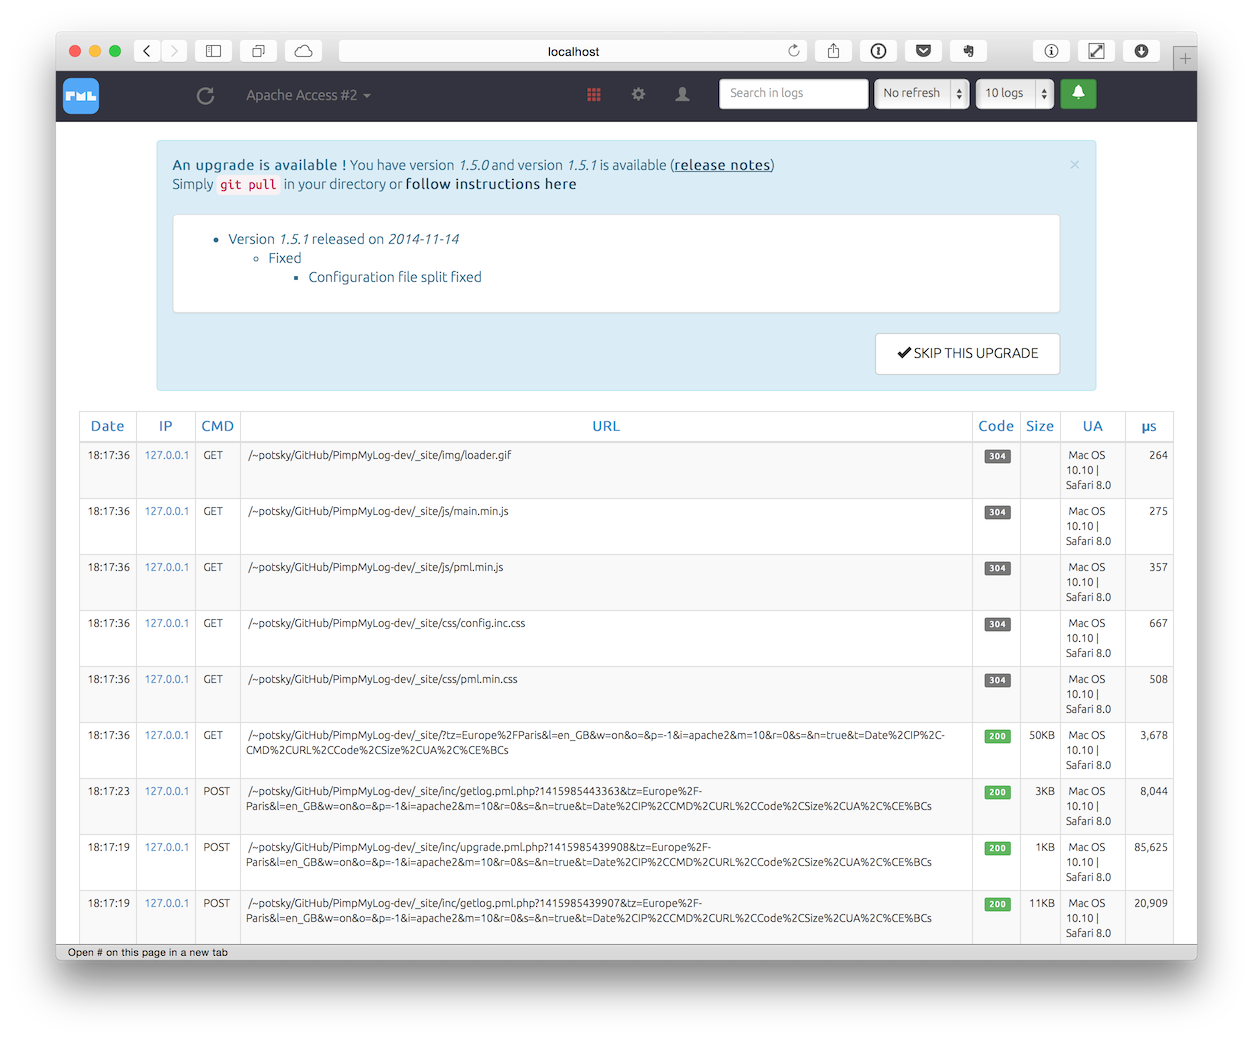 localhost
PML
Apache Access #2
Search in logs
No refresh
10 logs
An upgrade is available ! You have version 1.5.0 and version 1.5.1 is available (release notes)
Simply git pull in your directory or follow instructions here
Version 1.5.1 released on 2014-11-14
Fixed
Configuration file split fixed
SKIP THIS UPGRADE
Date IP CMD URL Code Size UA µs
18:17:36 127.0.0.1 GET /~potsky/GitHub/PimpMyLog-dev/_site/img/loader.gif 304 Mac OS 264
10.10 |
Safari 8.0
18:17:36 127.0.0.1 GET /~potsky/GitHub/PimpMyLog-dev/_site/js/main.min.js 304 Mac OS 275
10.10 |
Safari 8.0
18:17:36 127.0.0.1 GET /~potsky/GitHub/PimpMyLog-dev/_site/js/pml.min.js 304 Mac OS 357
10.10 |
Safari 8.0
18:17:36 127.0.0.1 GET /~potsky/GitHub/PimpMyLog-dev/_site/css/config.inc.css 304 Mac OS 667
10.10 |
Safari 8.0
18:17:36 127.0.0.1 GET /~potsky/GitHub/PimpMyLog-dev/_site/css/pml.min.css 304 Mac OS 508
10.10 |
Safari 8.0
18:17:36 127.0.0.1 GET /~potsky/GitHub/PimpMyLog-dev/_site/?tz=Europe%2FParis&l=en_GB&w=on&o=&p=-1&i=apache2&m=10&r=0&s=&n=true&t=Date%2CIP%2C- 200 50KB Mac OS 3,678
CMD%2CURL%2CCode%2CSize%2CUA%2C%CE%BCs 10.10 |
Safari 8.0
18:17:23 127.0.0.1 POST /~potsky/GitHub/PimpMyLog-dev/_site/inc/getlog.pml.php?1415985443363&tz=Europe%2F- 200 3KB Mac OS 8,044
Paris&l=en_GB&w=on&o=&p=-1&i=apache2&m=10&r=0&s=&n=true&t=Date%2CIP%2CCMD%2CURL%2CCode%2CSize%2CUA%2C%CE%BCs 10.10 |
Safari 8.0
18:17:19 127.0.0.1 POST /~potsky/GitHub/PimpMyLog-dev/_site/inc/upgrade.pml.php?1415985439908&tz=Europe%2F- 200 1KB Mac OS 85,625
Paris&l=en_GB&w=on&o=&p=-1&i=apache2&m=10&r=0&s=&n=true&t=Date%2CIP%2CCMD%2CURL%2CCode%2CSize%2CUA%2C%CE%BCs 10.10 |
Safari 8.0
18:17:19 127.0.0.1 POST /~potsky/GitHub/PimpMyLog-dev/_site/inc/getlog.pml.php?1415985439907&tz=Europe%2F- 200 11KB Mac OS 20,909
Paris&l=en_GB&w=on&o=&p=-1&i=apache2&m=10&r=0&s=&n=true&t=Date%2CIP%2CCMD%2CURL%2CCode%2CSize%2CUA%2C%CE%BCs 10.10 |
Safari 8.0
Open # on this page in a new tab